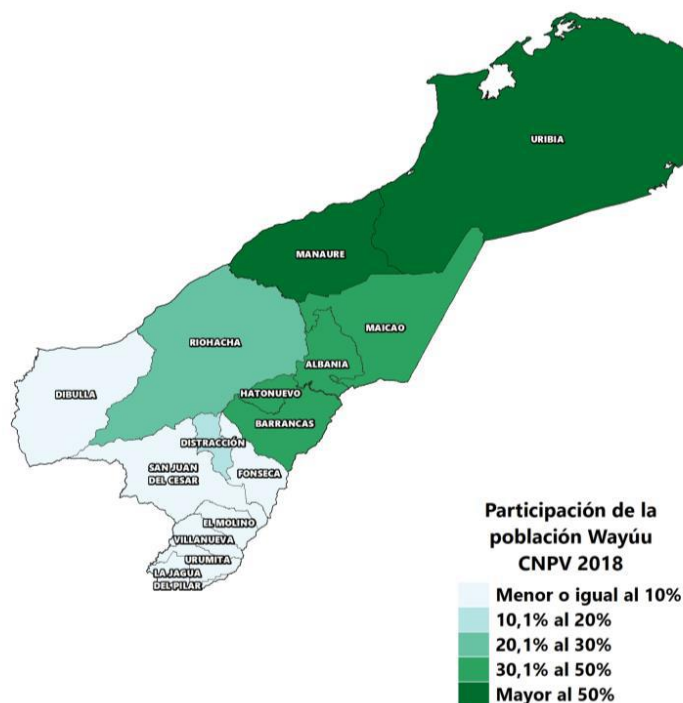 URIBIA
MANAURE
MAICAO
RIOHACHA
ALBANIA
DIBULLA
HATONUEVO
BARRANCAS
DISTRACCIÓN
SAN JUAN
DEL CESAR
FONSECA
EL MOLINO
VILLANUEVA
URUMITA
LA JAGUA
DEL PILAR
Participación de la
población Wayúu
CNPV 2018
Menor o igual al 10%
10,1% al 20%
20,1% al 30%
30,1% al 50%
Mayor al 50%